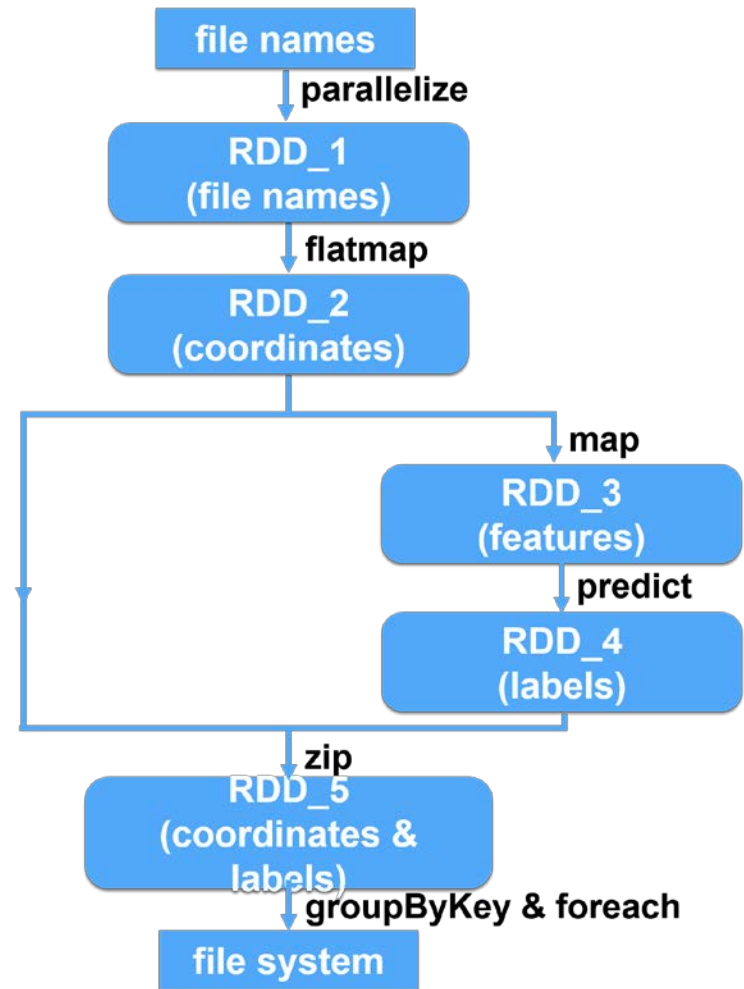 file names
parallelize
RDD_1
(file names)
flatmap
RDD_2
(coordinates)
map
RDD_3
(features)
predict
RDD_4
(labels)
zip
RDD_5
(coordinates &
labels)
groupByKey & foreach
file system